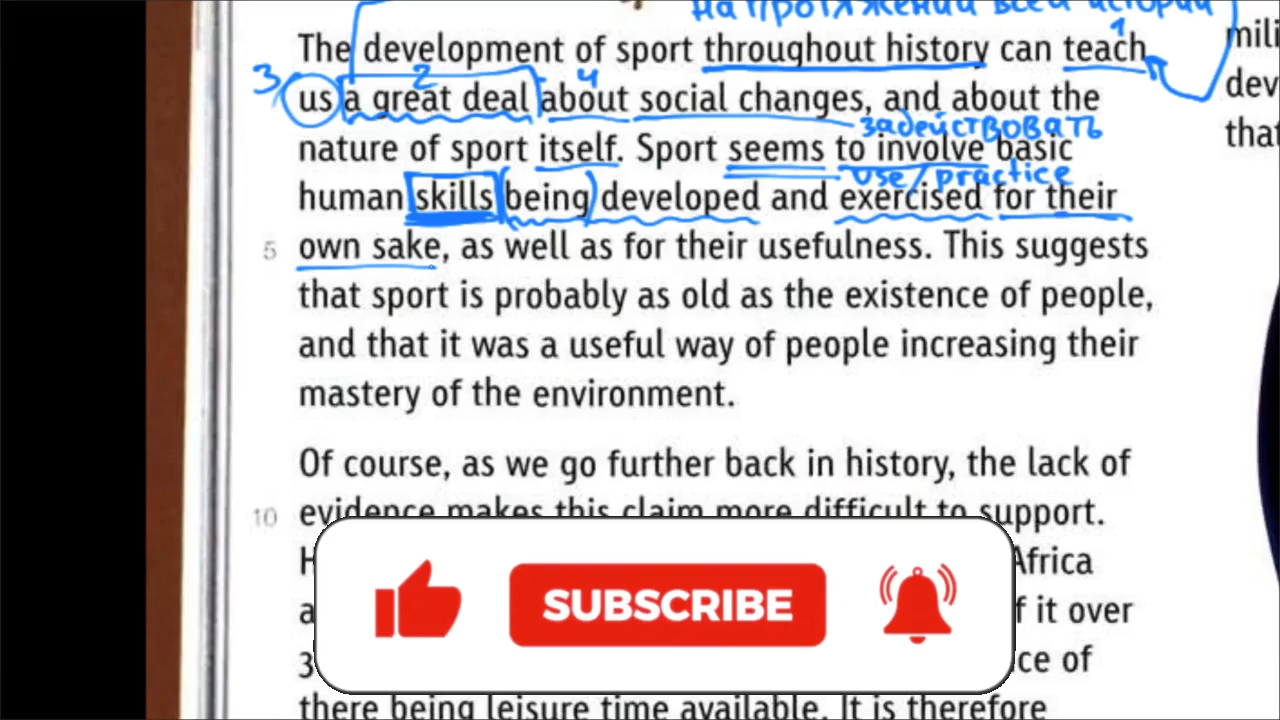 на протяжении всей истории
The development of sport throughout history can teach
1
mili
3 us a great deal about social changes, and about the
2 4
dev
задействовать
that
nature of sport itself. Sport seems to involve basic
use/practice
human skills being developed and exercised for their
5 own sake, as well as for their usefulness. This suggests
that sport is probably as old as the existence of people,
and that it was a useful way of people increasing their
mastery of the environment.
Of course, as we go further back in history, the lack of
10 evidence makes this claim more difficult to support.
Africa
of it over
of
SUBSCRIBE
there being leisure time available. It is therefore